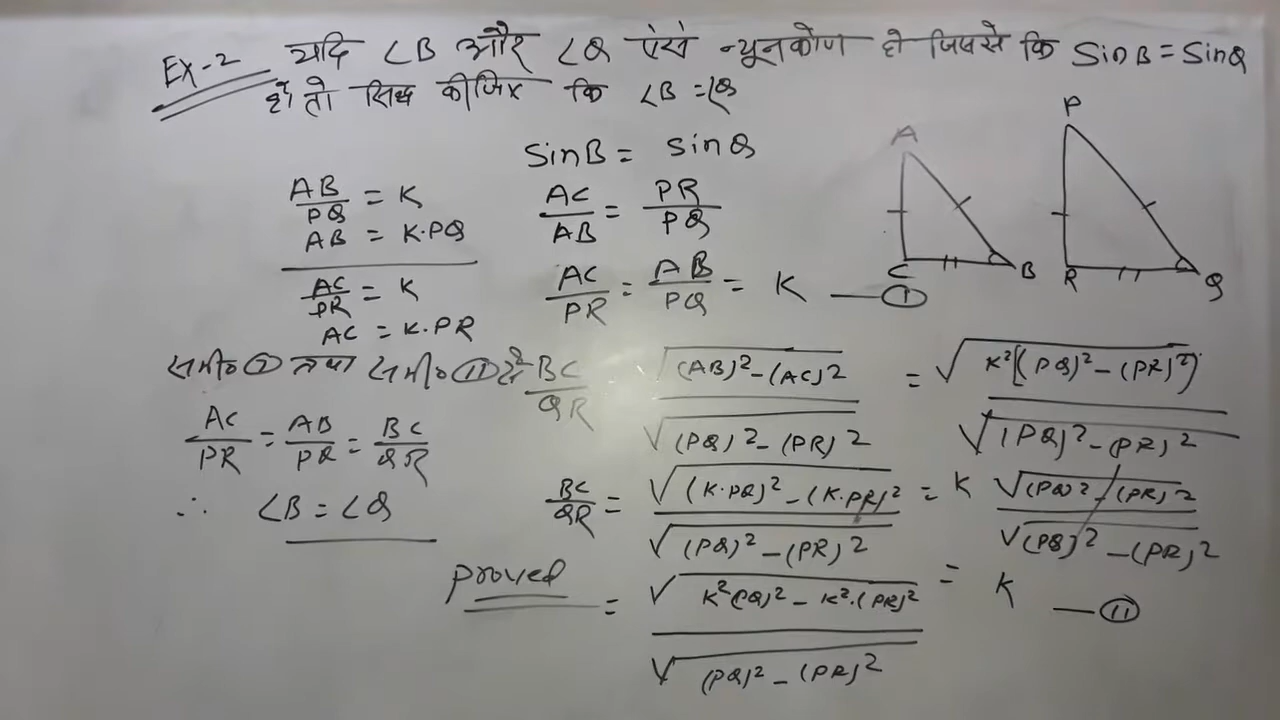 Ex-2 यदि ∠B और ∠Q ऐसे न्यूनकोण हो जिससे कि SinB = SinQ
हो तो सिद्ध कीजिए कि ∠B = ∠Q
SinB = SinQ
AC/AB = PR/PQ
AC/PR = AB/PQ = K — (I)
AB/PQ = K
AB = K·PQ
AC/PR = K
AC = K·PR
BC/QR √(AB)²-(AC)² / √(PQ)²-(PR)² = √K²[(PQ)²-(PR)²) / √(PQ)²-(PR)²
BC/QR = √(K·PQ)²-(K·PR)² / √(PQ)²-(PR)² = K √(PQ)²-(PR)² / √(PQ)²-(PR)²
= √K²(PQ)²-K²·(PR)² / √(PQ)²-(PR)² = K — (II)
समी० (I) तथा समी० (II) से
AC/PR = AB/PQ = BC/QR
∴ ∠B = ∠Q
proved
A
C
B
P
R
Q